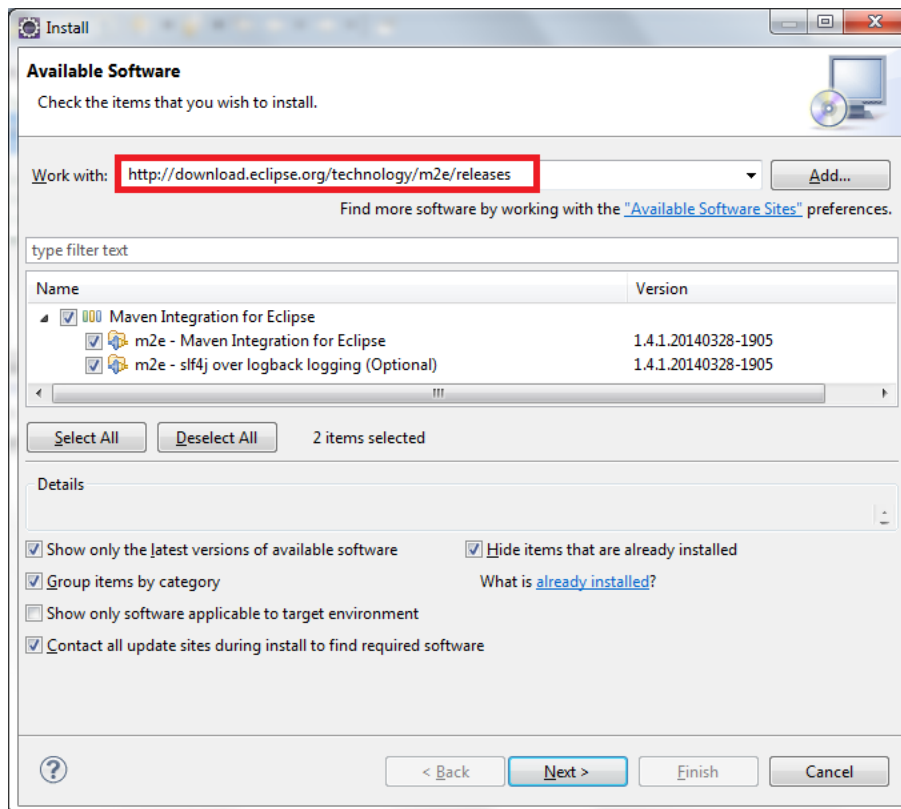 Install
Available Software
Check the items that you wish to install.
Work with: http://download.eclipse.org/technology/m2e/releases Add...
Find more software by working with the "Available Software Sites" preferences.
type filter text
Name Version
Maven Integration for Eclipse
m2e - Maven Integration for Eclipse 1.4.1.20140328-1905
m2e - slf4j over logback logging (Optional) 1.4.1.20140328-1905
Select All Deselect All 2 items selected
Details
Show only the latest versions of available software Hide items that are already installed
Group items by category What is already installed?
Show only software applicable to target environment
Contact all update sites during install to find required software
? < Back Next > Finish Cancel